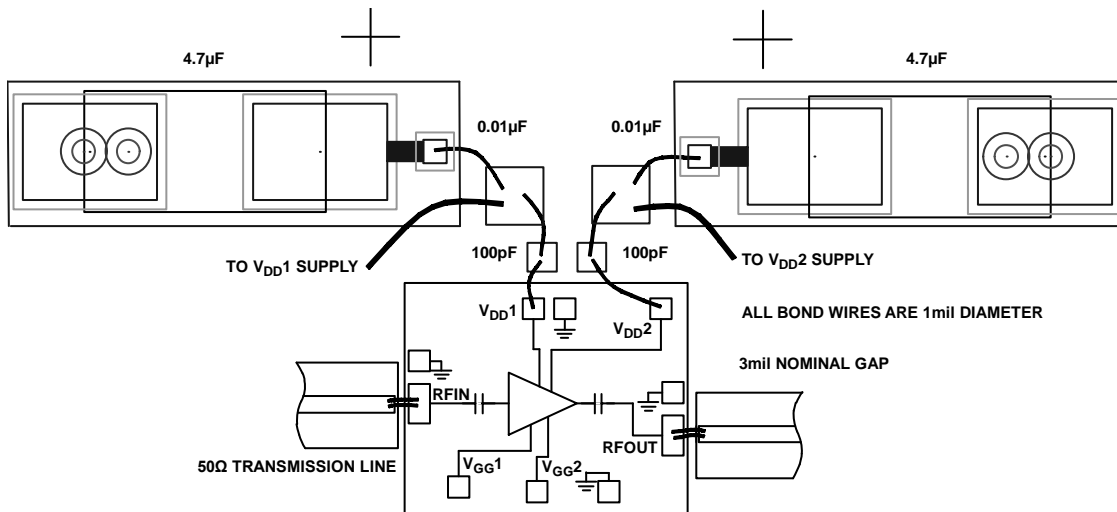 4.7µF
4.7µF
0.01µF
0.01µF
100pF
100pF
TO VDD1 SUPPLY
TO VDD2 SUPPLY
VDD1
VDD2
ALL BOND WIRES ARE 1mil DIAMETER
3mil NOMINAL GAP
RFIN
RFOUT
50Ω TRANSMISSION LINE
VGG1
VGG2